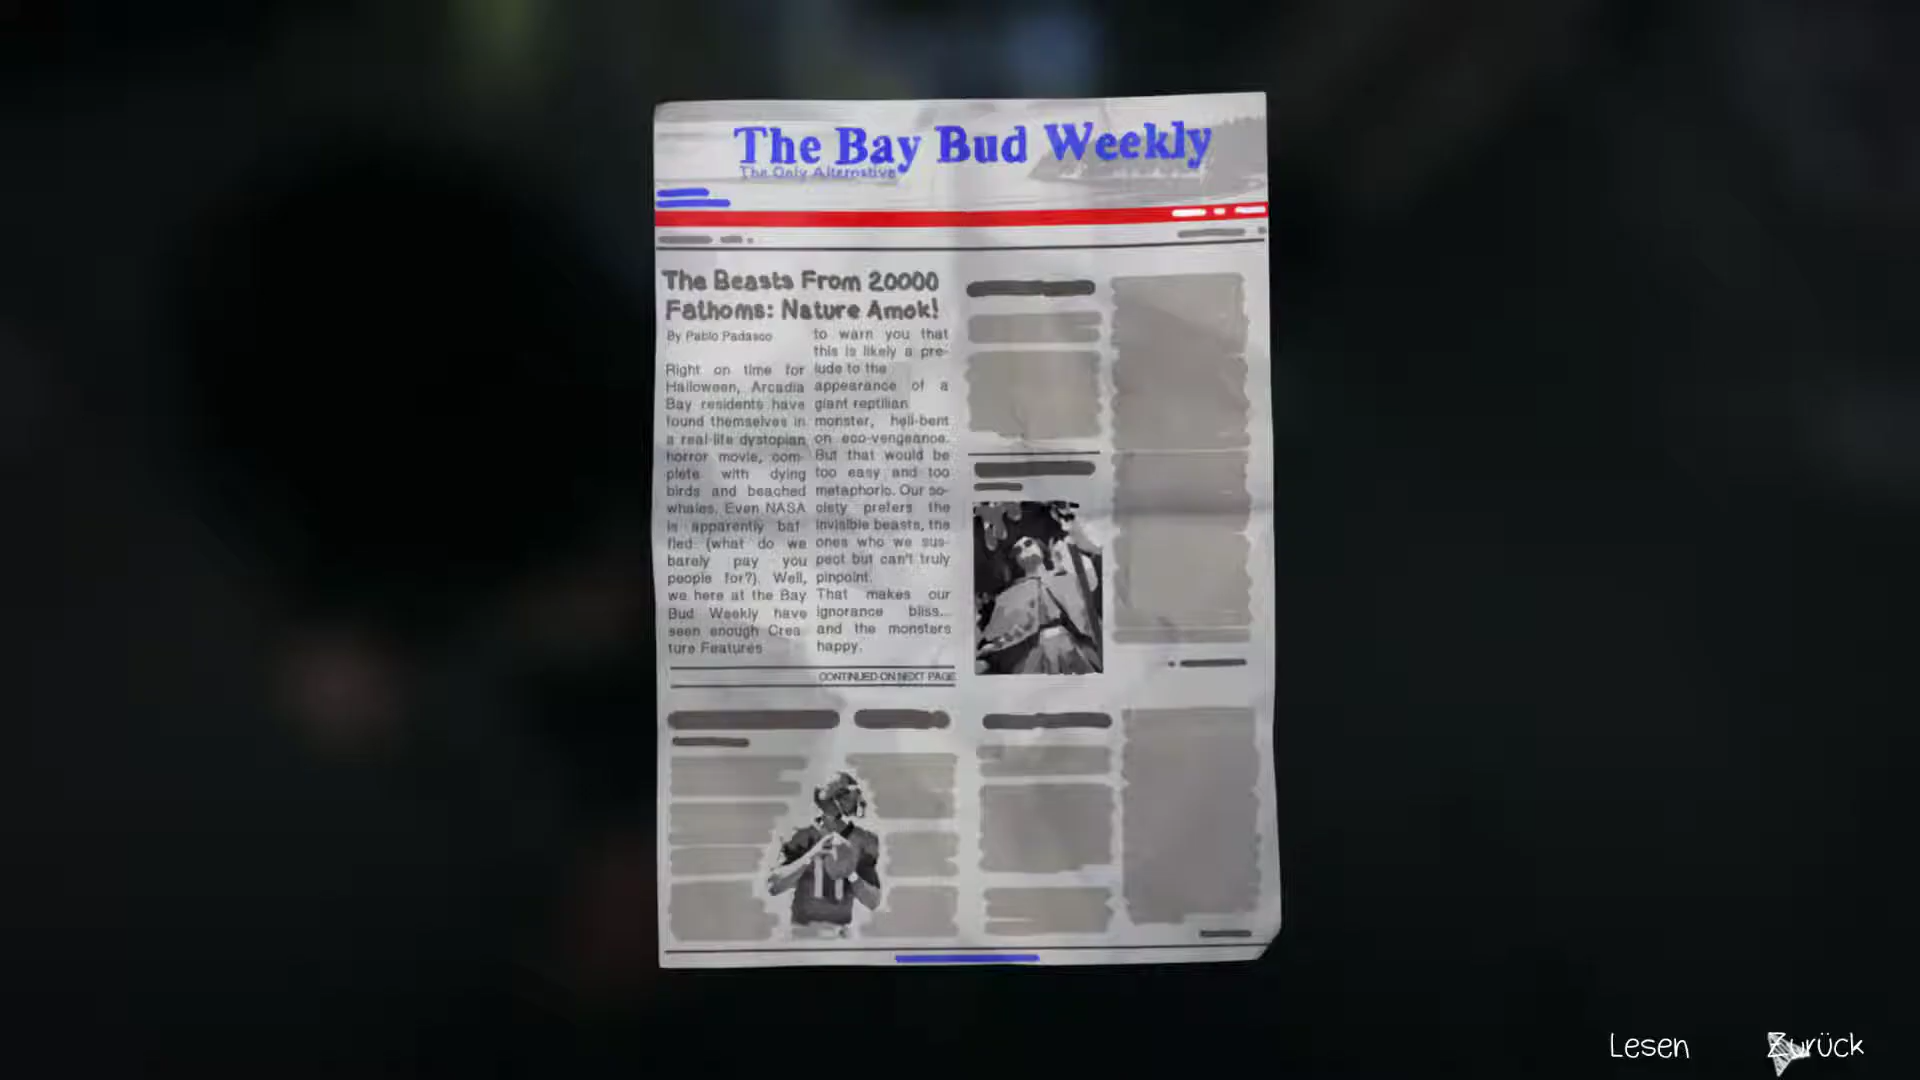 The Bay Bud Weekly
The Only Alternative
The Beasts From 20000
Fathoms: Nature Amok!
By Pablo Padasco
Right on time for
Halloween, Arcadia
Bay residents have
found themselves in
a real-life dystopian
horror movie, com-
plete with dying
birds and beached
whales. Even NASA
is apparently baf
fled (what do we
barely pay you
people for?). Well,
we here at the Bay
Bud Weekly have
seen enough Crea
ture Features
to warn you that
this is likely a pre-
lude to the
appearance of a
giant reptilian
monster, hell-bent
on eco-vengeance.
But that would be
too easy and too
metaphoric. Our so-
ciety prefers the
invisible beasts, the
ones who we sus-
pect but can't truly
pinpoint.
That makes our
ignorance bliss...
and the monsters
happy.
CONTINUED ON NEXT PAGE
Lesen
Zurück